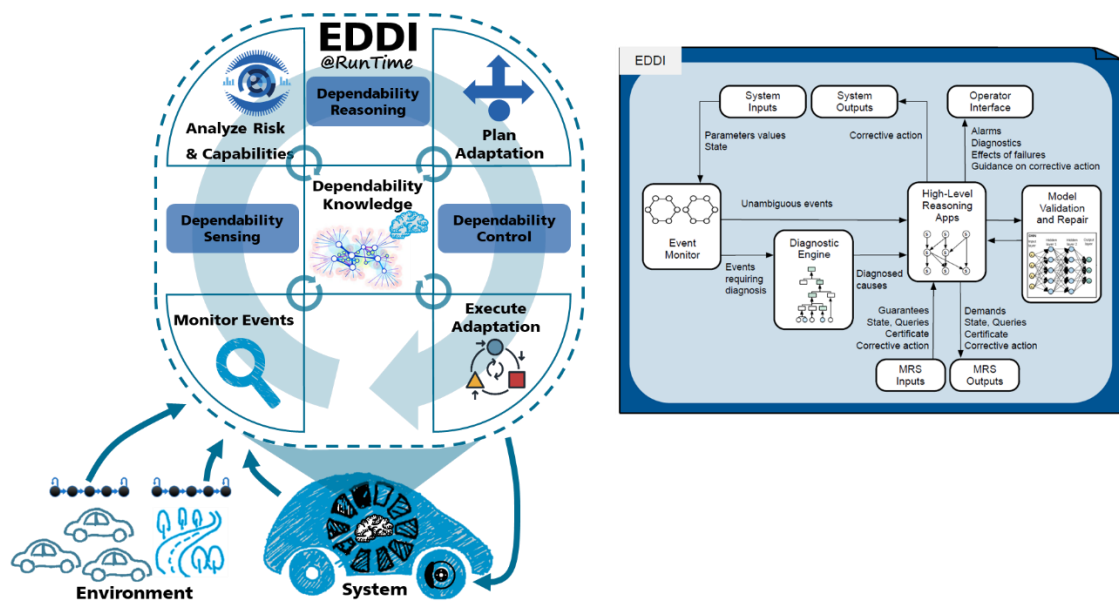 EDDI
@RunTime
Dependability
Reasoning
Analyze Risk
& Capabilities
Plan
Adaptation
Dependability
Knowledge
Dependability
Sensing
Dependability
Control
Monitor Events
Execute
Adaptation
Environment
System
EDDI
System
Inputs
System
Outputs
Operator
Interface
Parameters values
State
Corrective action
Alarms
Diagnostics
Effects of failures
Guidance on corrective action
Event
Monitor
Unambiguous events
High-Level
Reasoning
Apps
Model
Validation
and Repair
Events
requiring
diagnosis
Diagnostic
Engine
Diagnosed
causes
Guarantees
State, Queries
Certificate
Corrective action
Demands
State, Queries
Certificate
Corrective action
MRS
Inputs
MRS
Outputs